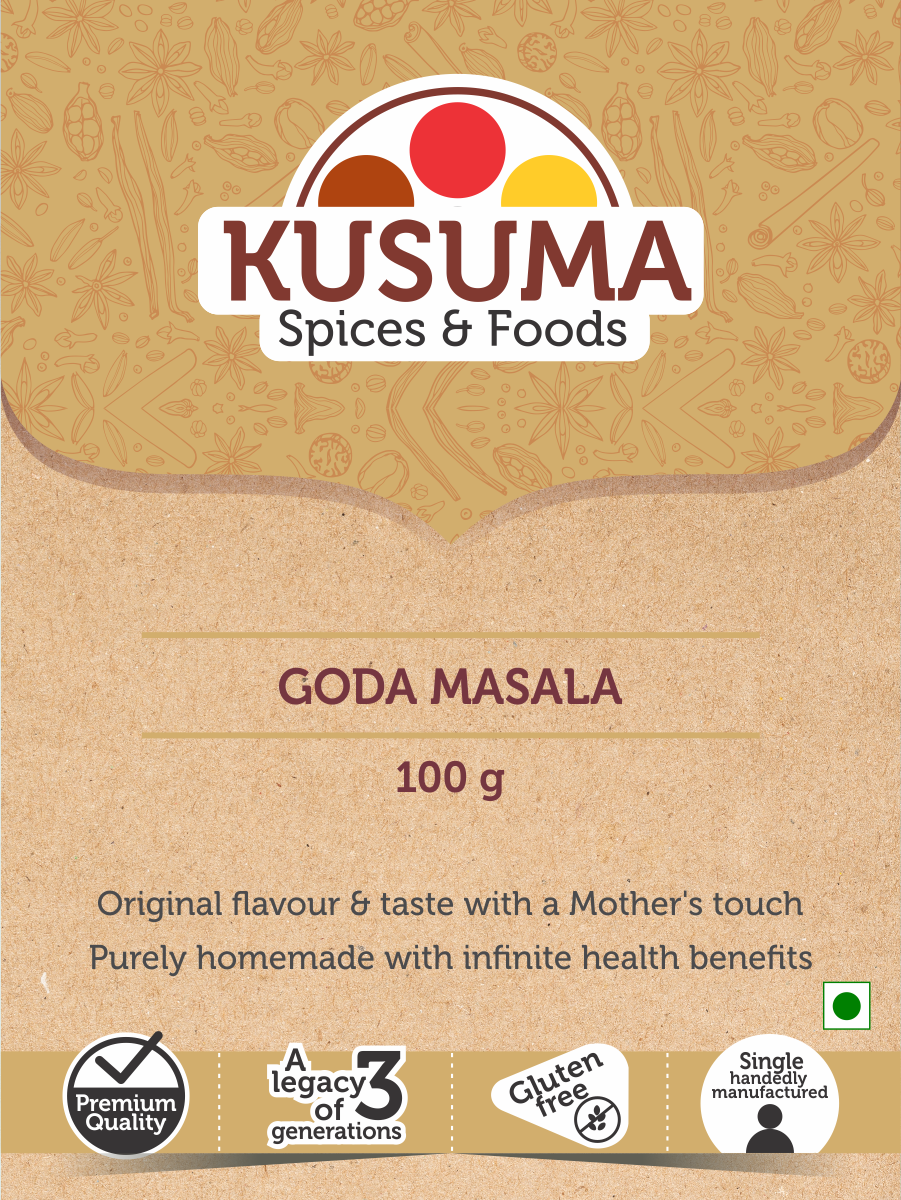 KUSUMA
Spices & Foods
GODA MASALA
100 g
Original flavour & taste with a Mother's touch
Purely homemade with infinite health benefits
Premium
Quality
A
legacy 3
of
generations
Gluten
free
Single
handedly
manufactured